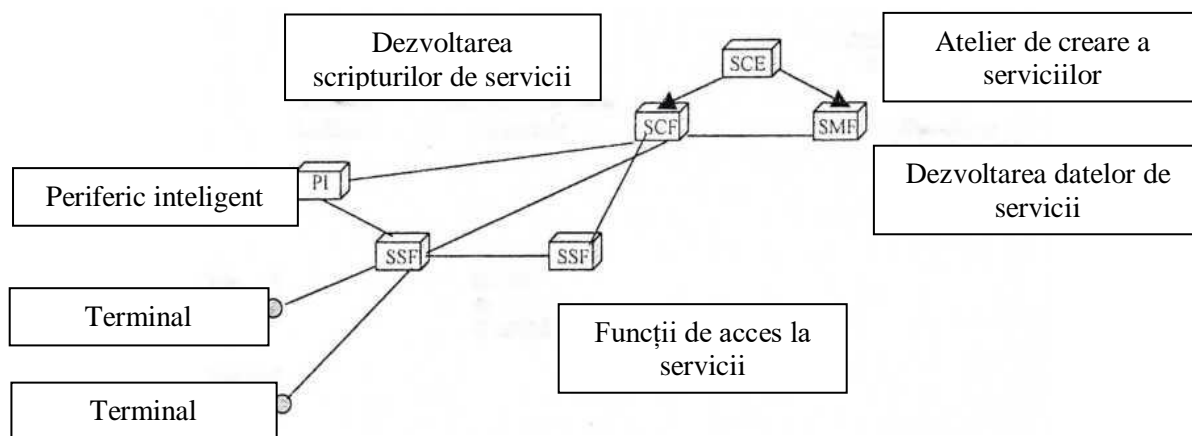 Dezvoltarea
scripturilor de servicii
SCE
Atelier de creare a
serviciilor
SCF
SMF
PI
Periferic inteligent
Dezvoltarea datelor de
servicii
SSF
SSF
Terminal
Funcții de acces la
servicii
Terminal